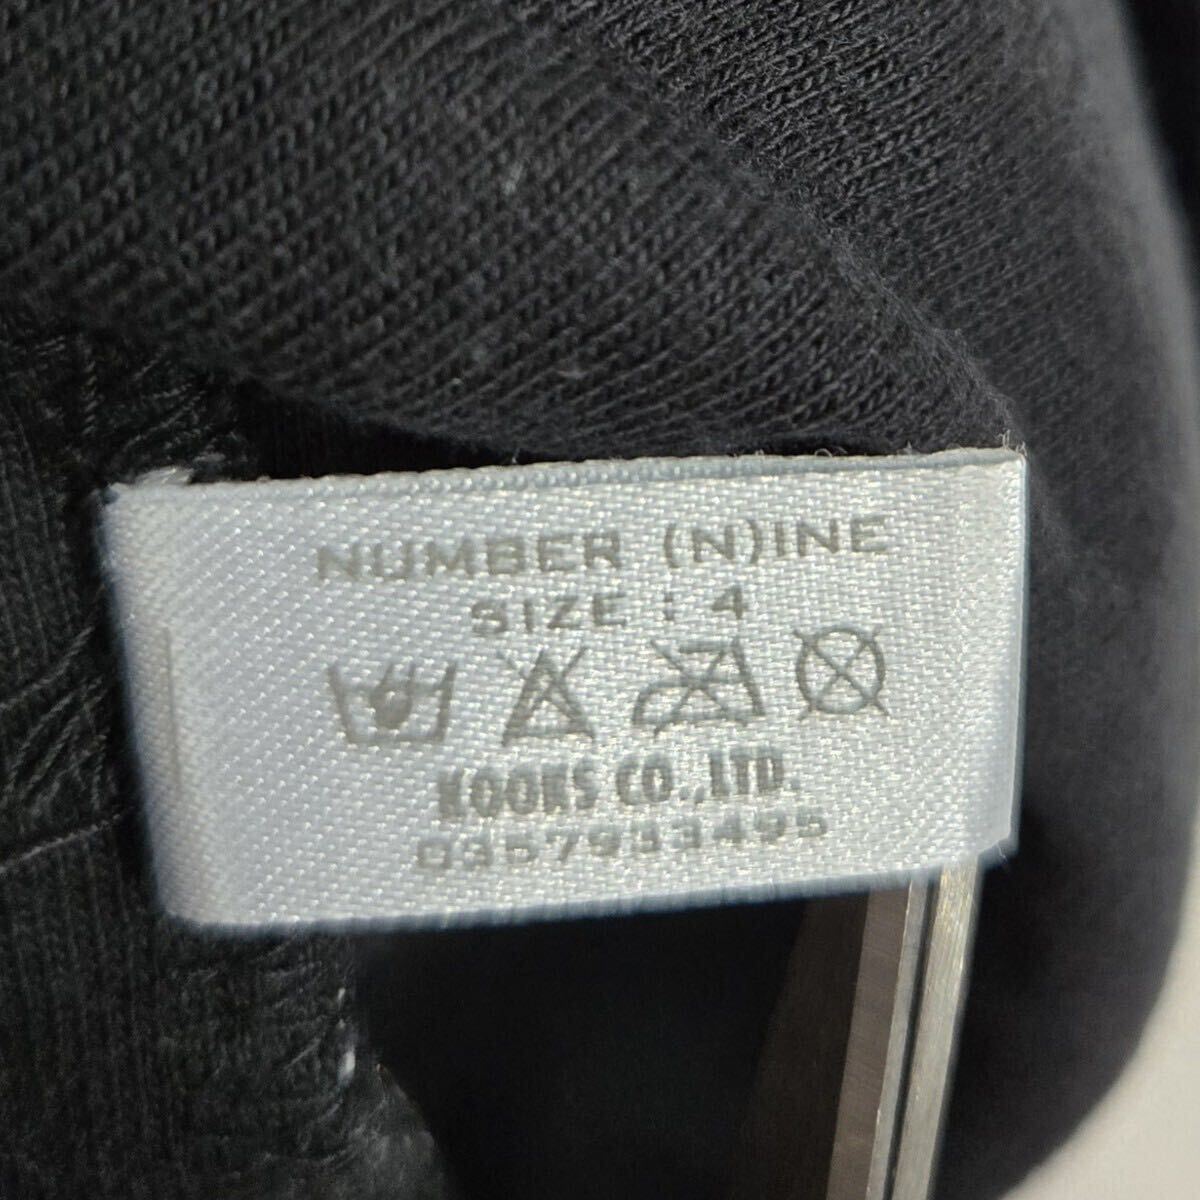 NUMBER (N)INE
SIZE : 4
KOOKS CO.,LTD.
0357933495